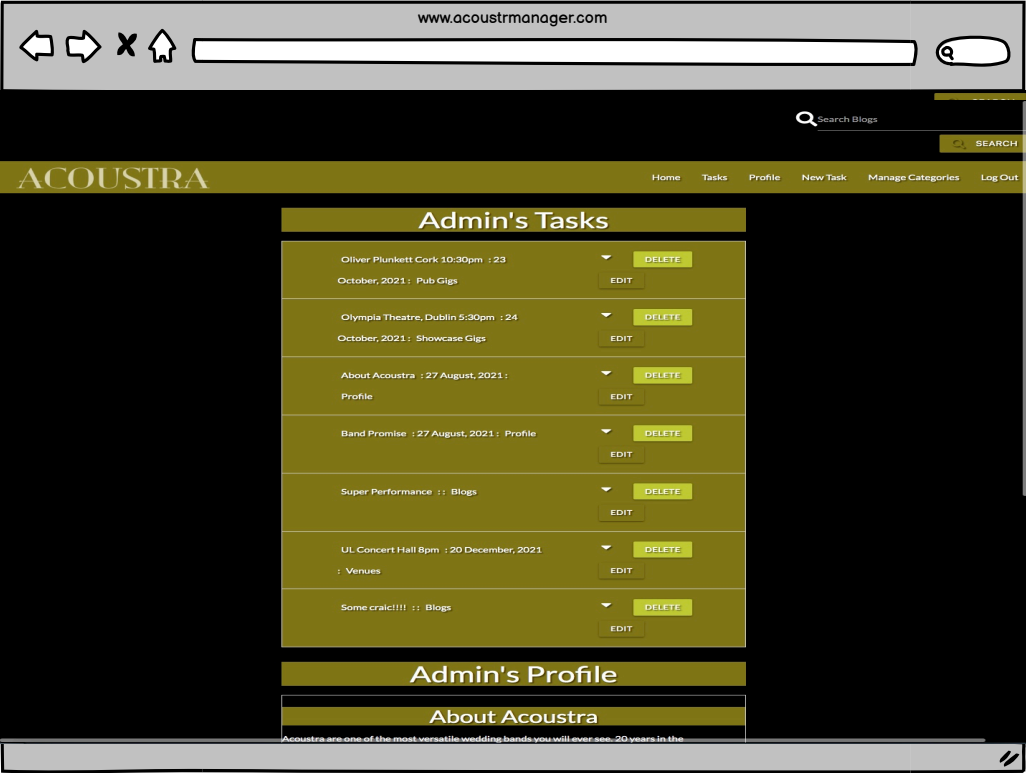 www.acoustrmanager.com
Search Blogs
SEARCH
ACOUSTRA
Home Tasks Profile New Task Manage Categories Log Out
Admin's Tasks
Oliver Plunkett Cork 10:30pm : 23 DELETE
October, 2021 : Pub Gigs EDIT
Olympia Theatre, Dublin 5:30pm : 24 DELETE
October, 2021 : Showcase Gigs EDIT
About Acoustra : 27 August, 2021 : DELETE
Profile EDIT
Band Promise : 27 August, 2021 : Profile DELETE
EDIT
Super Performance : : Blogs DELETE
EDIT
UL Concert Hall 8pm : 20 December, 2021 DELETE
: Venues EDIT
Some craic!!!! : : Blogs DELETE
EDIT
Admin's Profile
About Acoustra
Acoustra are one of the most versatile wedding bands you will ever see. 20 years in the